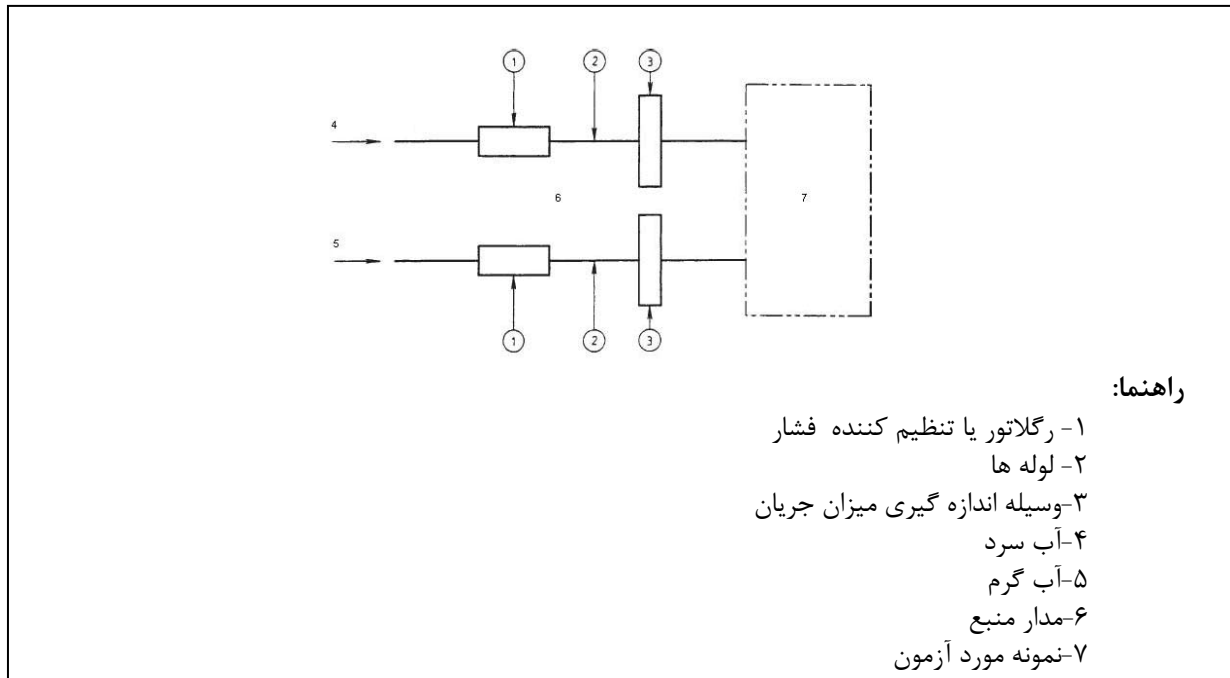 1 2 3
4
6 7
5
1 2 3
راهنما:
۱- رگلاتور یا تنظیم کننده فشار
۲- لوله ها
۳-وسیله اندازه گیری میزان جریان
۴-آب سرد
۵-آب گرم
۶-مدار منبع
۷-نمونه مورد آزمون